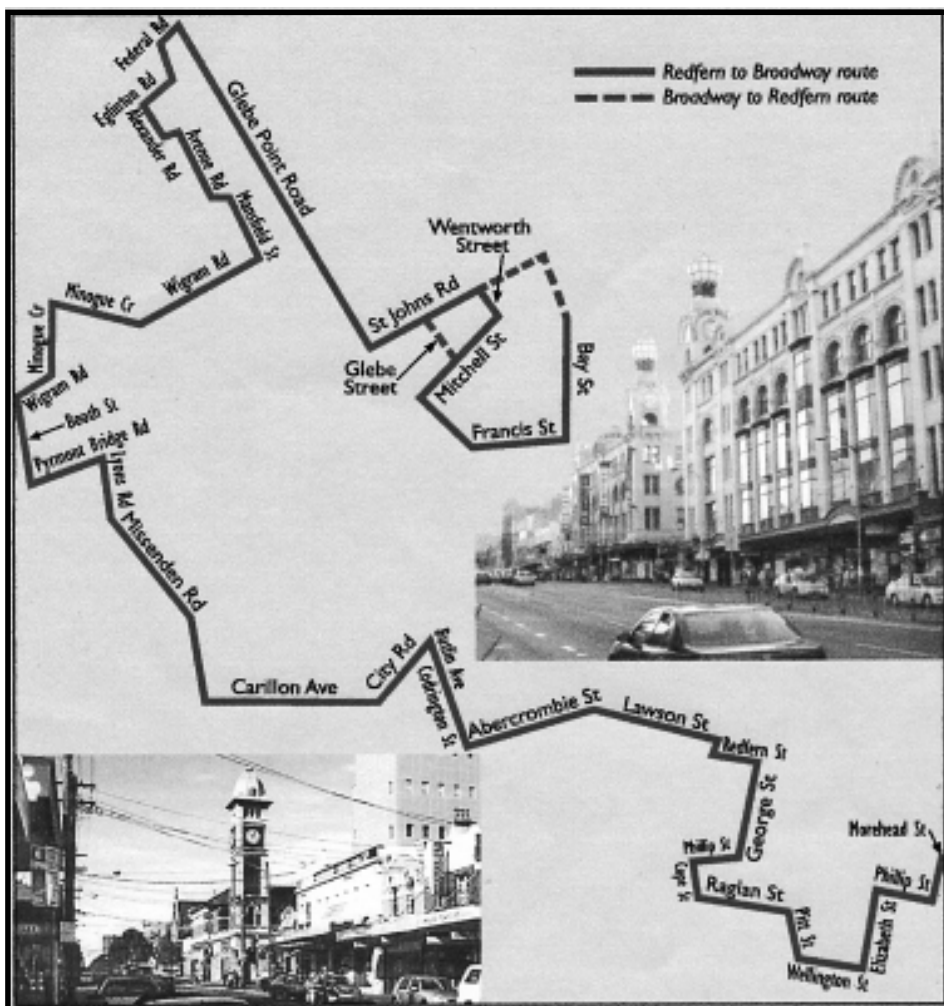 Federal Rd
Eglinton Rd
Alexander Rd
Avenue Rd
Mansfield St
Glebe Point Road
Redfern to Broadway route
Broadway to Redfern route
Wentworth
Street
Wigram Rd
Minogue Cr
Minogue Cr
St Johns Rd
Glebe
Street
Mitchell St
Bay St
Francis St
Wigram Rd
Booth St
Pyrmont Bridge Rd
Lyons Rd
Missenden Rd
Carillon Ave
City Rd
Butlin Ave
Codrington St
Abercrombie St
Lawson St
Redfern St
George St
Morehead St
Phillip St
Cope St
Raglan St
Pitt St
Wellington St
Elizabeth St
Phillip St